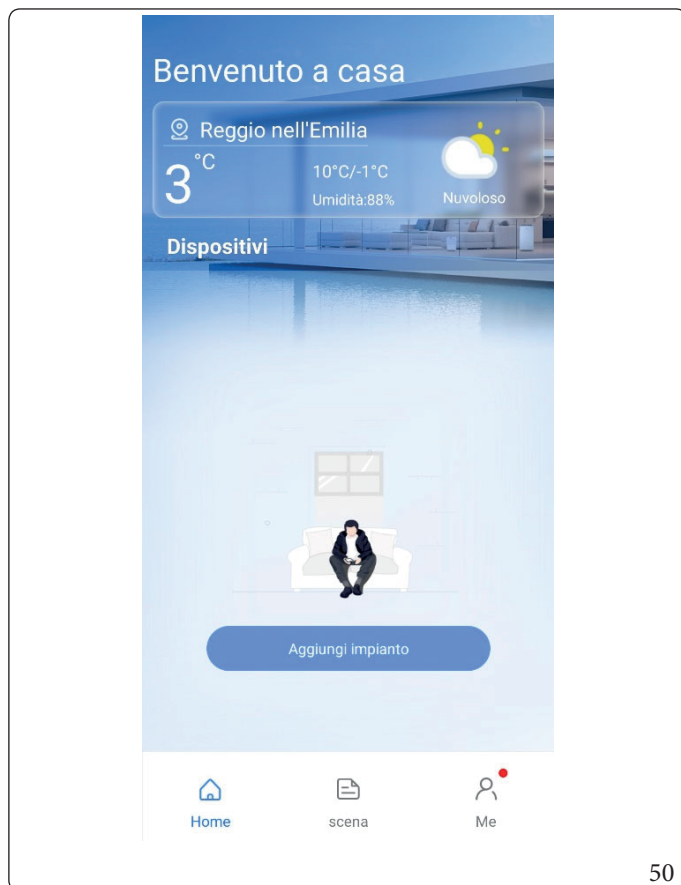 Benvenuto a casa
Reggio nell'Emilia
3°C
10°C/-1°C
Umidità:88%
Nuvoloso
Dispositivi
Aggiungi impianto
Home
scena
Me
50